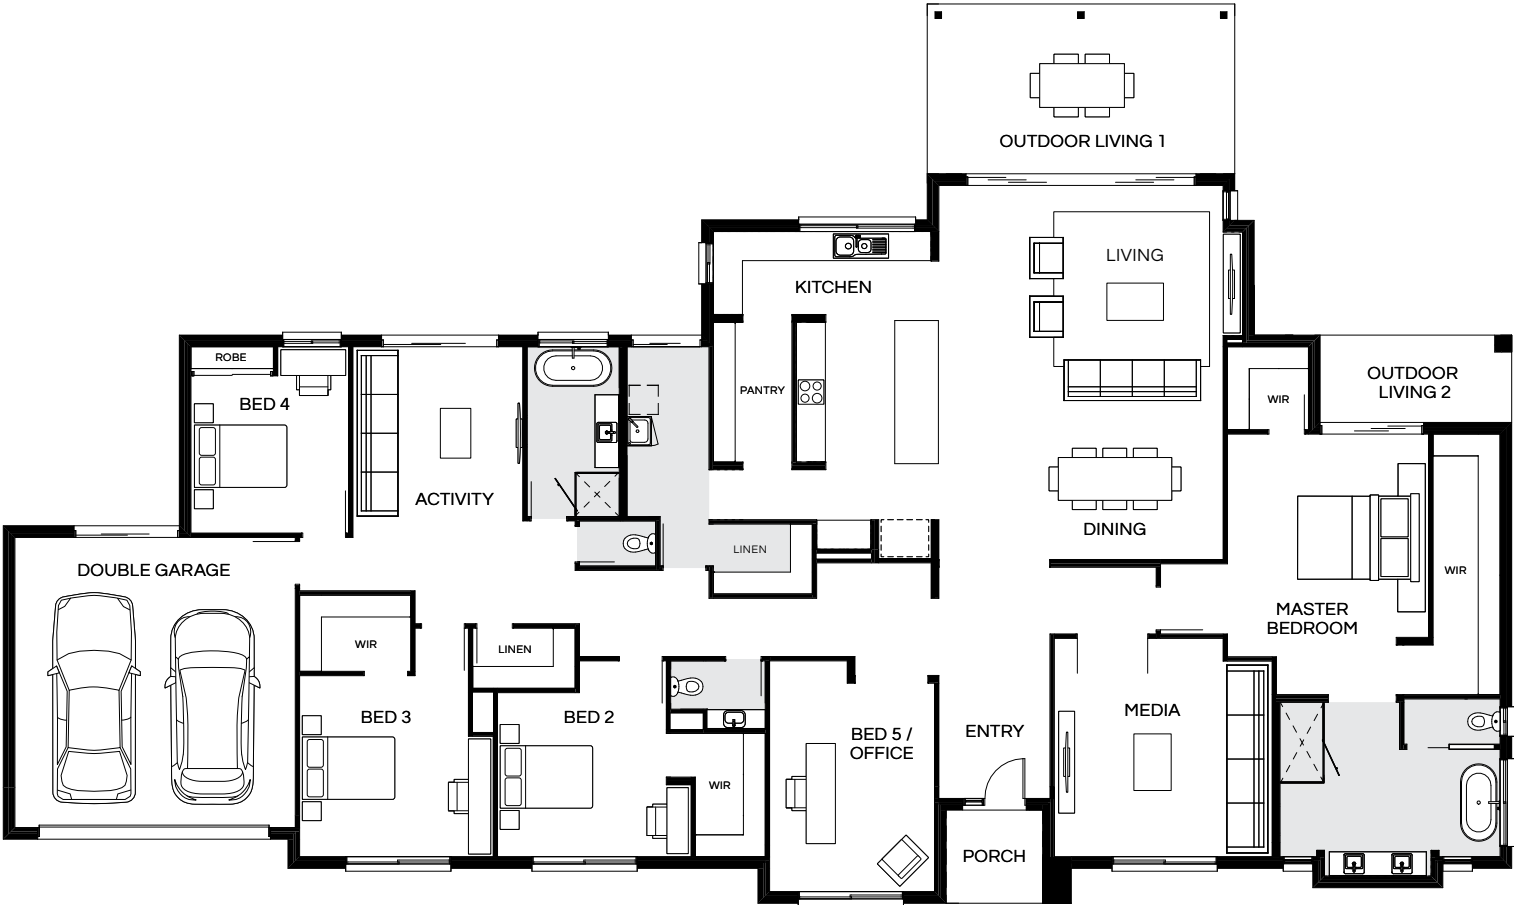 OUTDOOR LIVING 1
LIVING
KITCHEN
ROBE
BED 4
PANTRY
WIR
OUTDOOR
LIVING 2
ACTIVITY
DINING
LINEN
DOUBLE GARAGE
WIR
MASTER
BEDROOM
WIR
LINEN
BED 3
BED 2
BED 5 /
OFFICE
ENTRY
MEDIA
WIR
PORCH